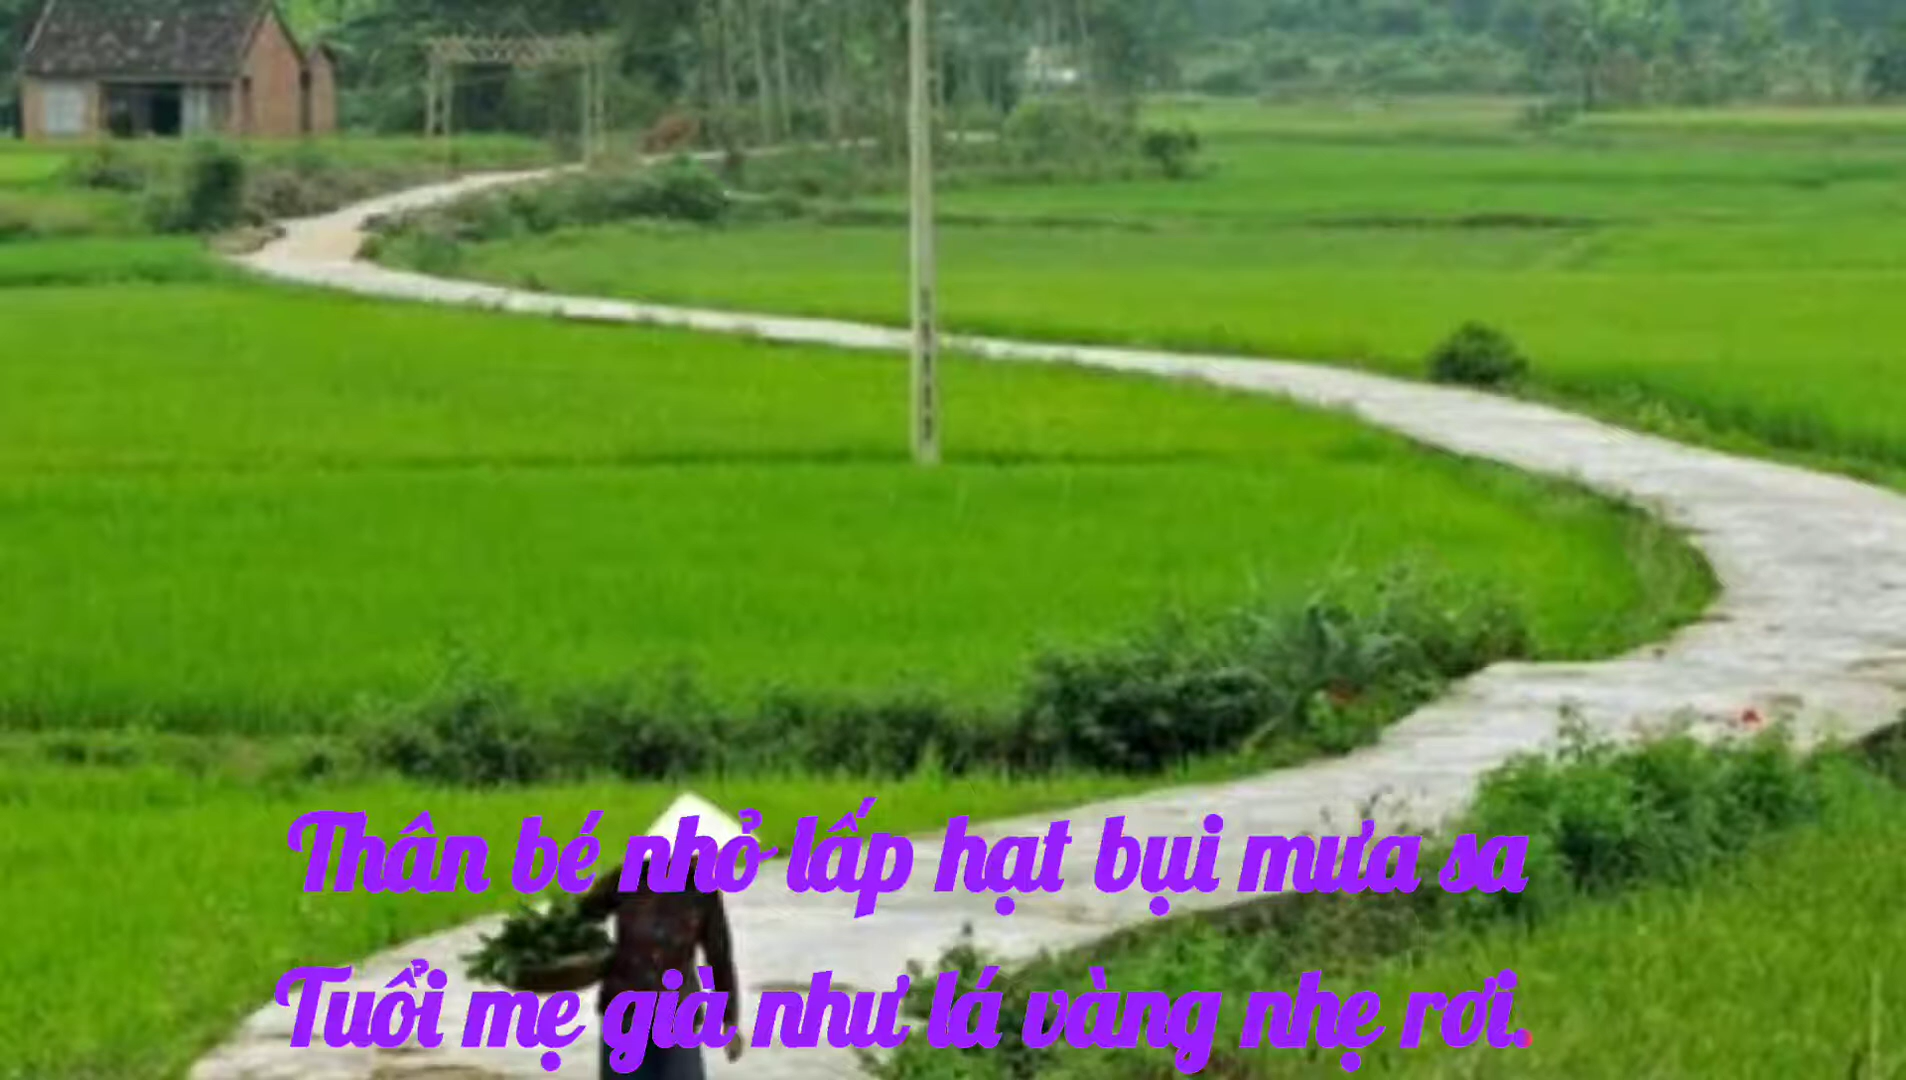 Thân bé nhỏ lấp hạt bụi mưa sa
Tuổi mẹ già như lá vàng nhẹ rơi.